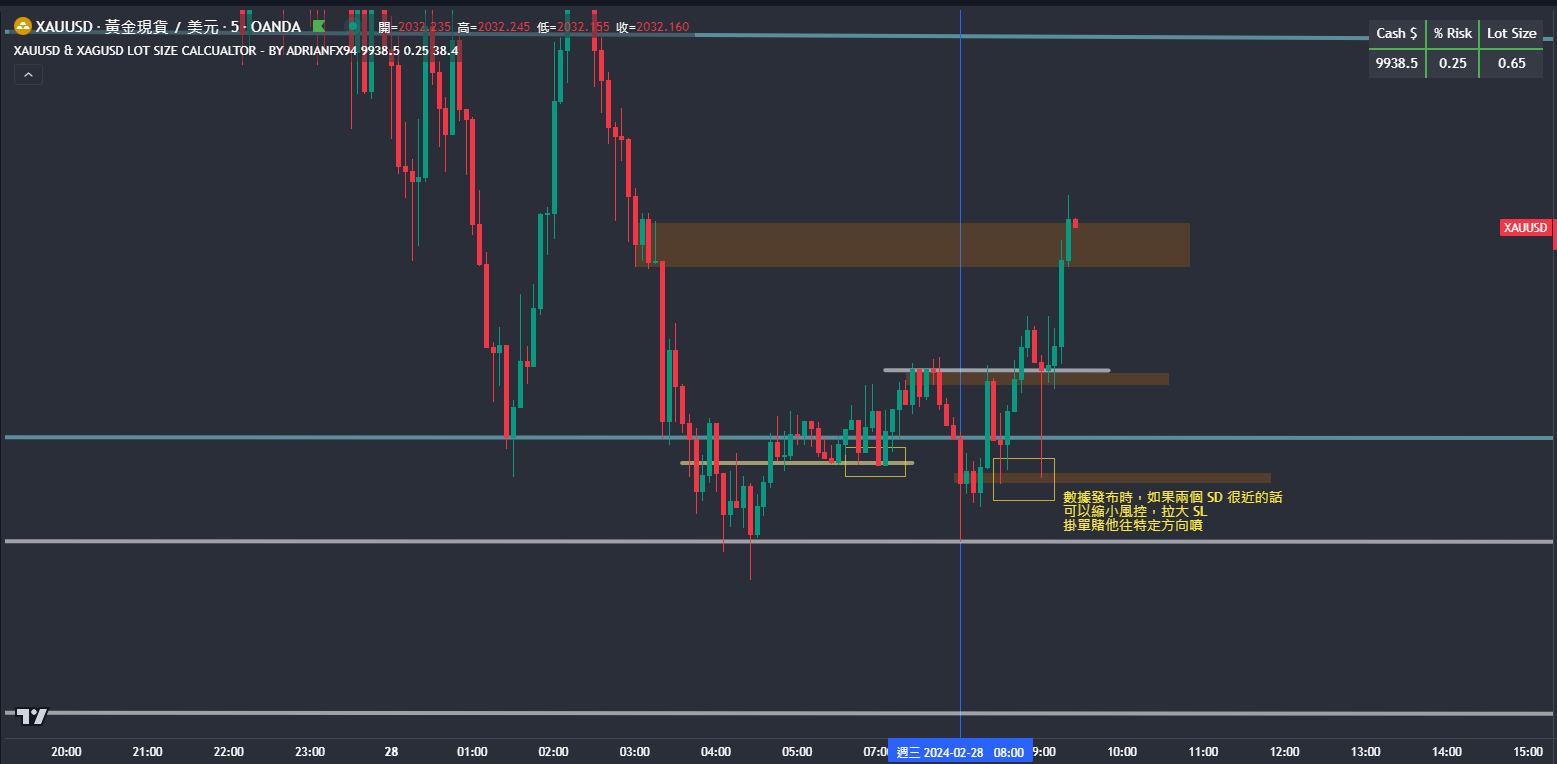 XAUUSD · 黃金現貨 / 美元 · 5 · OANDA 開=2032.235 高=2032.245 低=2032.155 收=2032.160
XAUUSD & XAGUSD LOT SIZE CALCUALTOR - BY ADRIANFX94 9938.5 0.25 38.4
Cash $ % Risk Lot Size
9938.5 0.25 0.65
XAUUSD
數據發布時，如果兩個 SD 很近的話
可以縮小風控，拉大 SL
掛單賭他往特定方向噴
20:00 21:00 22:00 23:00 28 01:00 02:00 03:00 04:00 05:00 07:0 週三 2024-02-28 08:00 9:00 10:00 11:00 12:00 13:00 14:00 15:00